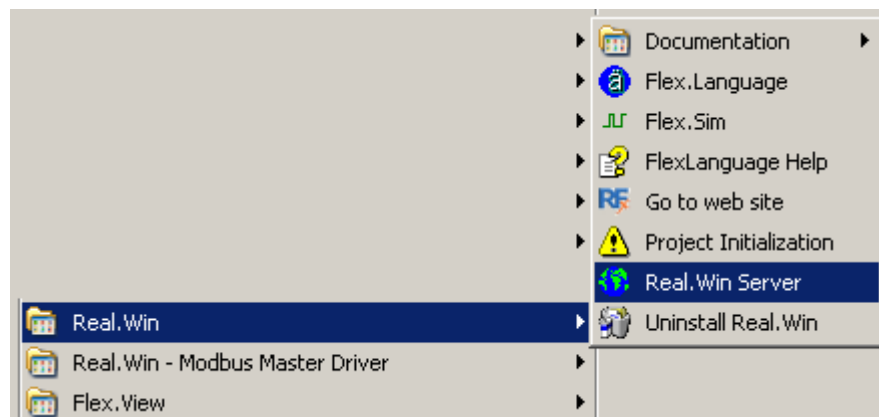 Documentation
Flex.Language
Flex.Sim
FlexLanguage Help
Go to web site
Project Initialization
Real.Win Server
Uninstall Real.Win
Real.Win
Real.Win - Modbus Master Driver
Flex.View